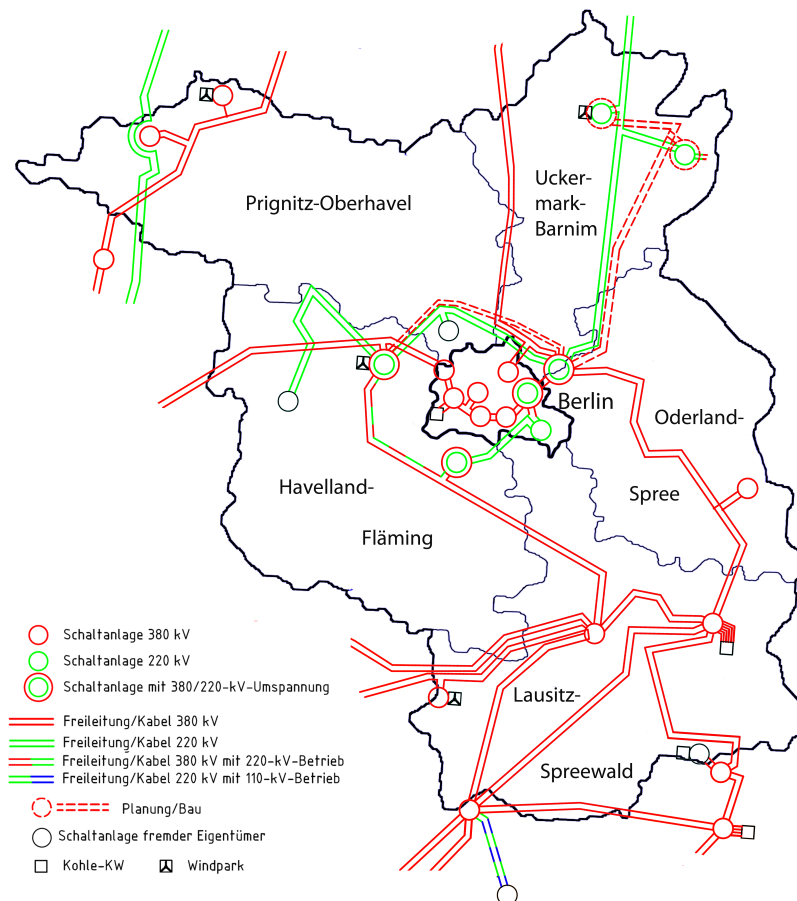 Prignitz-Oberhavel
Ucker-
mark-
Barnim
Berlin
Oderland-
Spree
Havelland-
Fläming
Lausitz-
Spreewald
Schaltanlage 380 kV
Schaltanlage 220 kV
Schaltanlage mit 380/220-kV-Umspannung
Freileitung/Kabel 380 kV
Freileitung/Kabel 220 kV
Freileitung/Kabel 380 kV mit 220-kV-Betrieb
Freileitung/Kabel 220 kV mit 110-kV-Betrieb
Planung/Bau
Schaltanlage fremder Eigentümer
Kohle-KW
Windpark